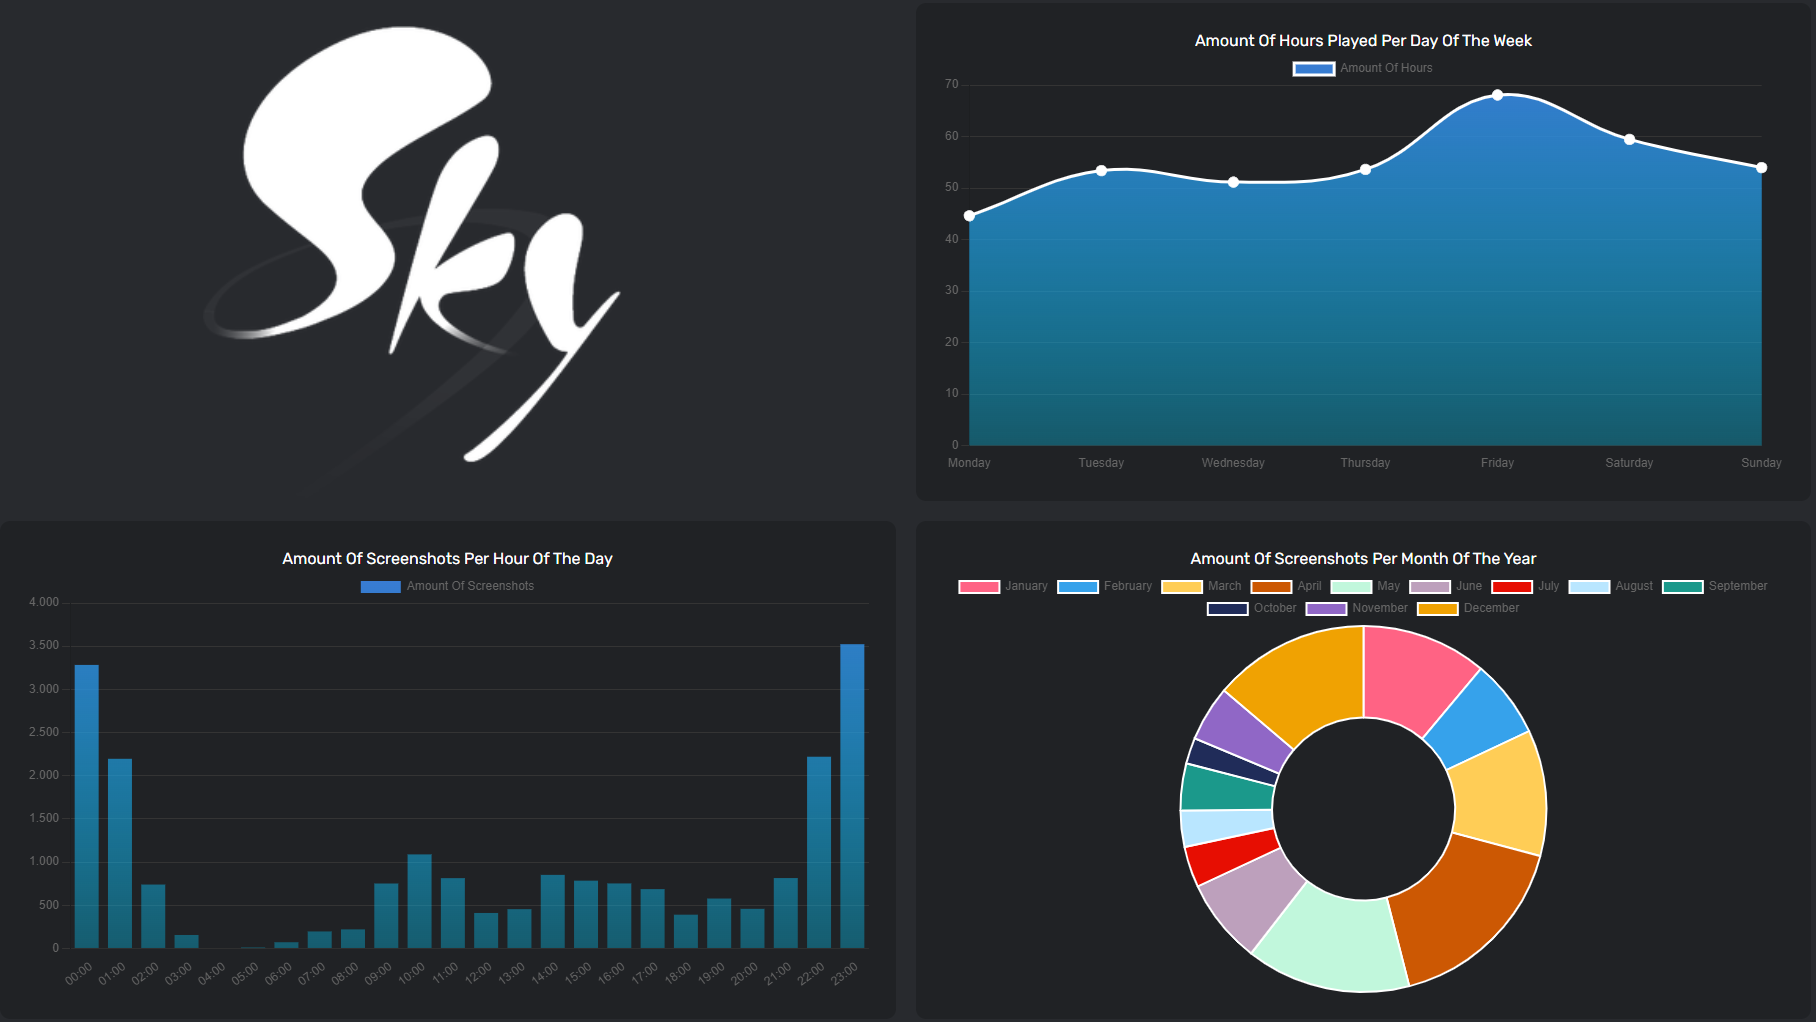 Sky
Amount Of Hours Played Per Day Of The Week
Amount Of Hours
70
60
50
40
30
20
10
0
Monday Tuesday Wednesday Thursday Friday Saturday Sunday
Amount Of Screenshots Per Hour Of The Day
Amount Of Screenshots
4.000
3.500
3.000
2.500
2.000
1.500
1.000
500
0
00:00 01:00 02:00 03:00 04:00 05:00 06:00 07:00 08:00 09:00 10:00 11:00 12:00 13:00 14:00 15:00 16:00 17:00 18:00 19:00 20:00 21:00 22:00 23:00
Amount Of Screenshots Per Month Of The Year
January February March April May June July August September
October November December